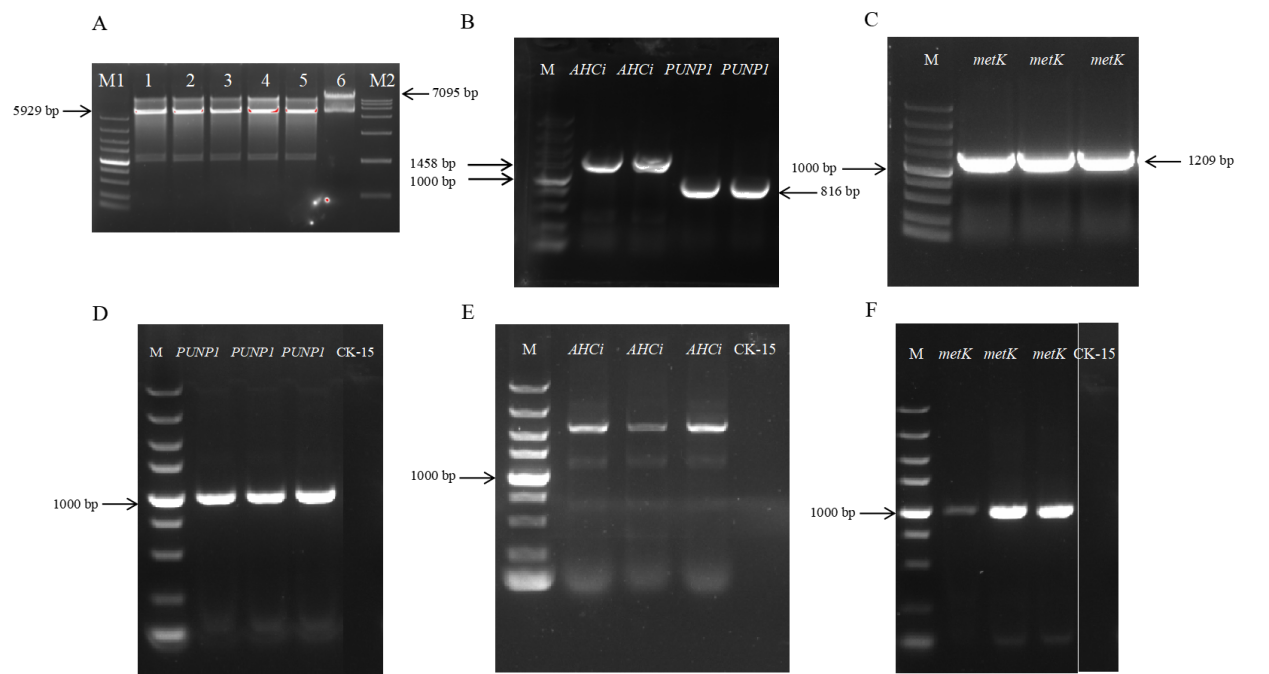 A
M1 1 2 3 4 5 6 M2
5929 bp
7095 bp
B
M AHCi AHCi PUNP1 PUNP1
1458 bp
1000 bp
816 bp
C
M metK metK metK
1000 bp
1209 bp
D
M PUNP1 PUNP1 PUNP1 CK-15
1000 bp
E
M AHCi AHCi AHCi CK-15
1000 bp
F
M metK metK metK CK-15
1000 bp